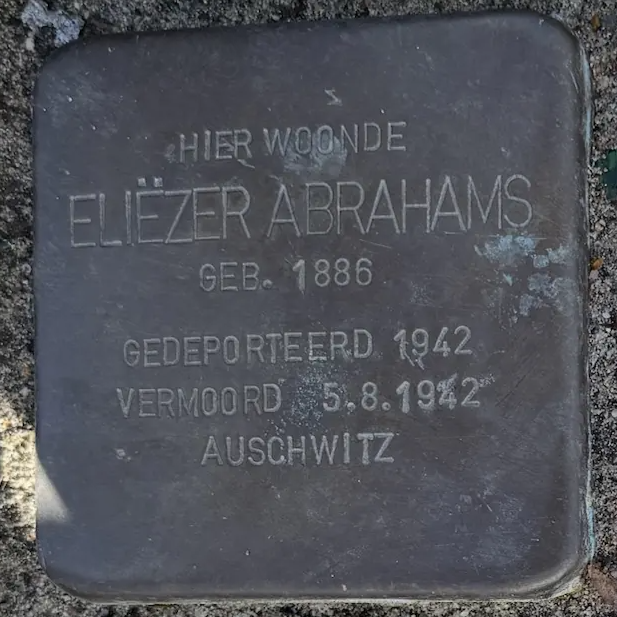 HIER WOONDE
ELIËZER ABRAHAMS
GEB. 1886
GEDEPORTEERD 1942
VERMOORD 5.8.1942
AUSCHWITZ